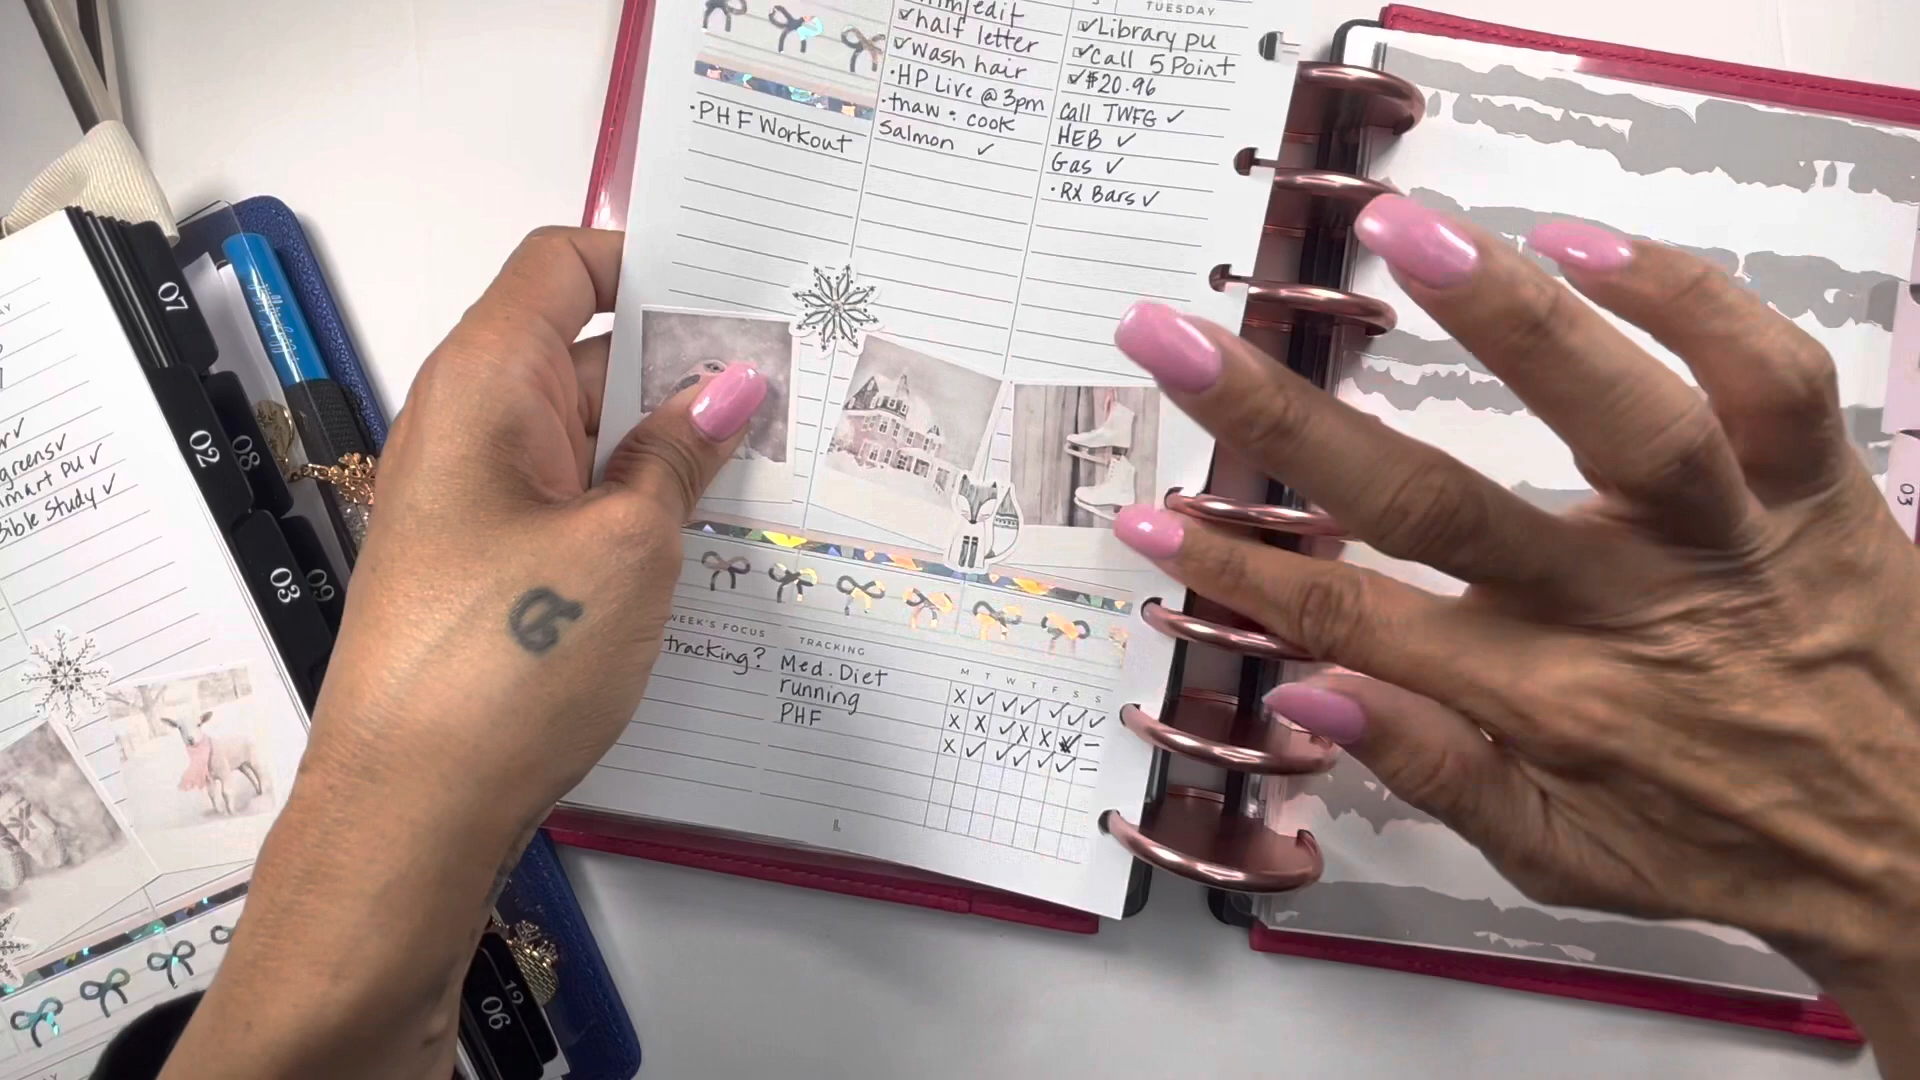 07
02
08
03
09
06
12
Bible Study ✓
• PHF Workout
✓ half letter
✓ wash hair
• HP Live @ 3pm
• thaw • cook
Salmon ✓
TUESDAY
✓ Library pu
✓ Call 5 Point
✓ $20.96
call TWFG ✓
HEB ✓
Gas ✓
• RX Bars ✓
WEEK'S FOCUS
tracking?
TRACKING
M T W T F S S
Med. Diet X ✓ ✓ ✓ ✓ ✓ ✓
running X X ✓ X X ✓ –
PHF X ✓ ✓ ✓ ✓ ✓ –
03